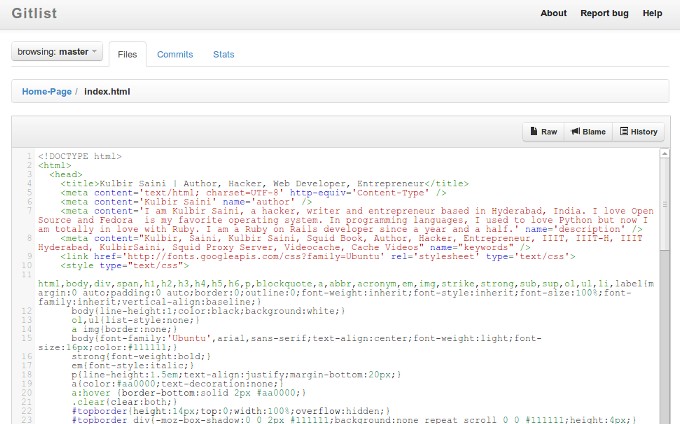 Gitlist
About Report bug Help
browsing: master
Files Commits Stats
Home-Page / index.html
Raw Blame History
1 <!DOCTYPE html>
2 <html>
3 <head>
4 <title>Kulbir Saini | Author, Hacker, Web Developer, Entrepreneur</title>
5 <meta content='text/html; charset=UTF-8' http-equiv='Content-Type' />
6 <meta content='Kulbir Saini' name='author' />
7 <meta content='I am Kulbir Saini, a hacker, writer and entrepreneur based in Hyderabad, India. I love Open
Source and Fedora  is my favorite operating system. In programming languages, I used to love Python but now I
am totally in love with Ruby. I am a Ruby on Rails developer since a year and a half.' name='description' />
8 <meta content="Kulbir, Saini, Kulbir Saini, Squid Book, Author, Hacker, Entrepreneur, IIIT, IIIT-H, IIIT
Hyderabad, KulbirSaini, Squid Proxy Server, Videocache, Cache Videos" name="keywords" />
9 <link href='http://fonts.googleapis.com/css?family=Ubuntu' rel='stylesheet' type='text/css'>
10 <style type="text/css">
11
html,body,div,span,h1,h2,h3,h4,h5,h6,p,blockquote,a,abbr,acronym,em,img,strike,strong,sub,sup,ol,ul,li,label{m
argin:0 auto;padding:0 auto;border:0;outline:0;font-weight:inherit;font-style:inherit;font-size:100%;font-
family:inherit;vertical-align:baseline;}
12 body{line-height:1;color:black;background:white;}
13 ol,ul{list-style:none;}
14 a img{border:none;}
15 body{font-family:'Ubuntu',arial,sans-serif;text-align:center;font-weight:light;font-
size:16px;color:#111111;}
16 strong{font-weight:bold;}
17 em{font-style:italic;}
18 p{line-height:1.5em;text-align:justify;margin-bottom:20px;}
19 a{color:#aa0000;text-decoration:none;}
20 a:hover {border-bottom:solid 2px #aa0000;}
21 .clear{clear:both;}
22 #topborder{height:14px;top:0;width:100%;overflow:hidden;}
23 #topborder div{-moz-box-shadow:0 0 2px #111111;background:none repeat scroll 0 0 #111111;height:4px;}